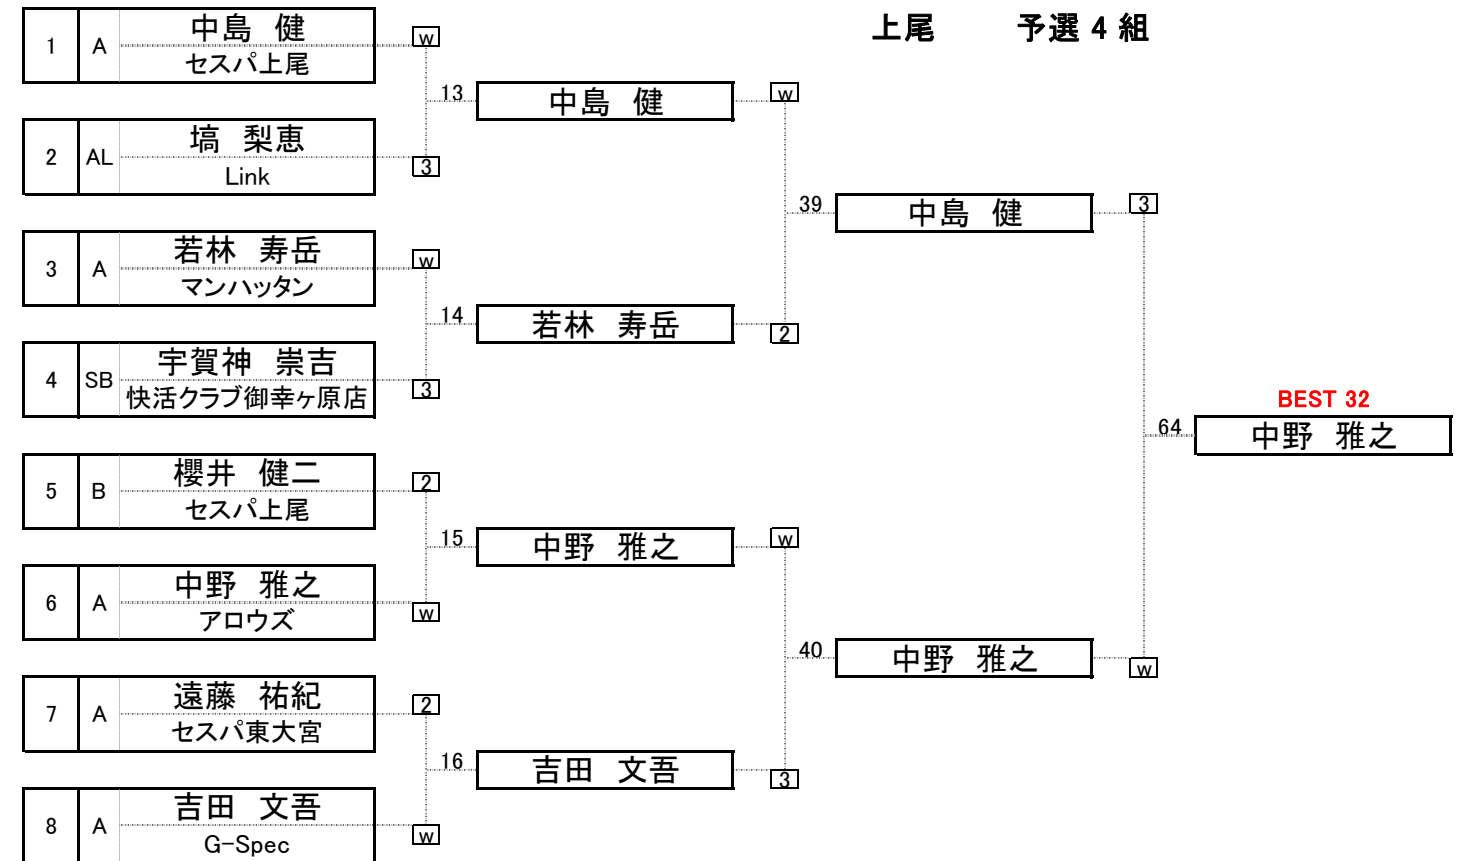 上尾 予選 4 組
1 A 中島 健
セスパ上尾
w
13 中島 健
w
2 AL 塙 梨恵
Link
3
39 中島 健
3
3 A 若林 寿岳
マンハッタン
w
14 若林 寿岳
2
4 SB 宇賀神 崇吉
快活クラブ御幸ヶ原店
3
BEST 32
64 中野 雅之
5 B 櫻井 健二
セスパ上尾
2
15 中野 雅之
w
6 A 中野 雅之
アロウズ
w
40 中野 雅之
w
7 A 遠藤 祐紀
セスパ東大宮
2
16 吉田 文吾
3
8 A 吉田 文吾
G-Spec
w